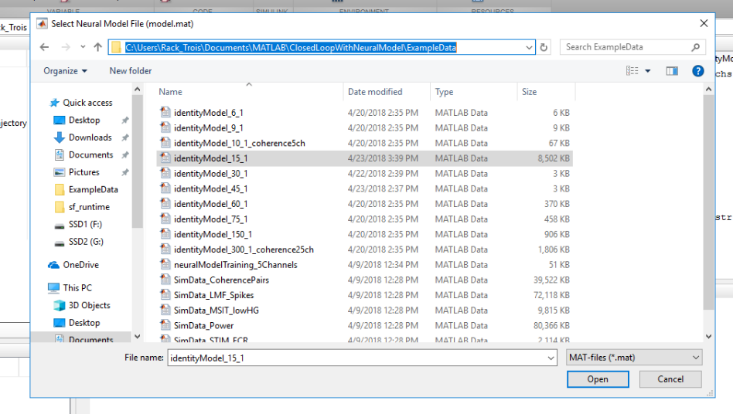 VARIABLE CODE SIMULINK ENVIRONMENT RESOURCES
Select Neural Model File (model.mat)
C:\Users\Rack_Trois\Documents\MATLAB\ClosedLoopWithNeuralModel\ExampleData
Search ExampleData
Organize New folder
Name Date modified Type Size
Quick access
Desktop
Downloads
Documents
Pictures
ExampleData
sf_runtime
SSD1 (F:)
SSD2 (G:)
OneDrive
This PC
3D Objects
Desktop
Documents
identityModel_6_1 4/20/2018 2:35 PM MATLAB Data 6 KB
identityModel_9_1 4/20/2018 2:35 PM MATLAB Data 9 KB
identityModel_10_1_coherence5ch 4/20/2018 2:35 PM MATLAB Data 67 KB
identityModel_15_1 4/23/2018 3:39 PM MATLAB Data 8,502 KB
identityModel_30_1 4/22/2018 2:39 PM MATLAB Data 3 KB
identityModel_45_1 4/23/2018 2:37 PM MATLAB Data 3 KB
identityModel_60_1 4/20/2018 2:35 PM MATLAB Data 370 KB
identityModel_75_1 4/20/2018 2:35 PM MATLAB Data 458 KB
identityModel_150_1 4/20/2018 2:35 PM MATLAB Data 906 KB
identityModel_300_1_coherence25ch 4/20/2018 2:35 PM MATLAB Data 1,806 KB
neuralModelTraining_5Channels 4/9/2018 12:34 PM MATLAB Data 51 KB
SimData_CoherencePairs 4/9/2018 12:28 PM MATLAB Data 39,522 KB
SimData_LMF_Spikes 4/9/2018 12:28 PM MATLAB Data 72,118 KB
SimData_MSIT_lowHG 4/9/2018 12:28 PM MATLAB Data 9,815 KB
SimData_Power 4/9/2018 12:28 PM MATLAB Data 80,366 KB
SimData_STIM_ECR 4/9/2018 12:28 PM MATLAB Data 2,114 KB
File name: identityModel_15_1 MAT-files (*.mat)
Open Cancel